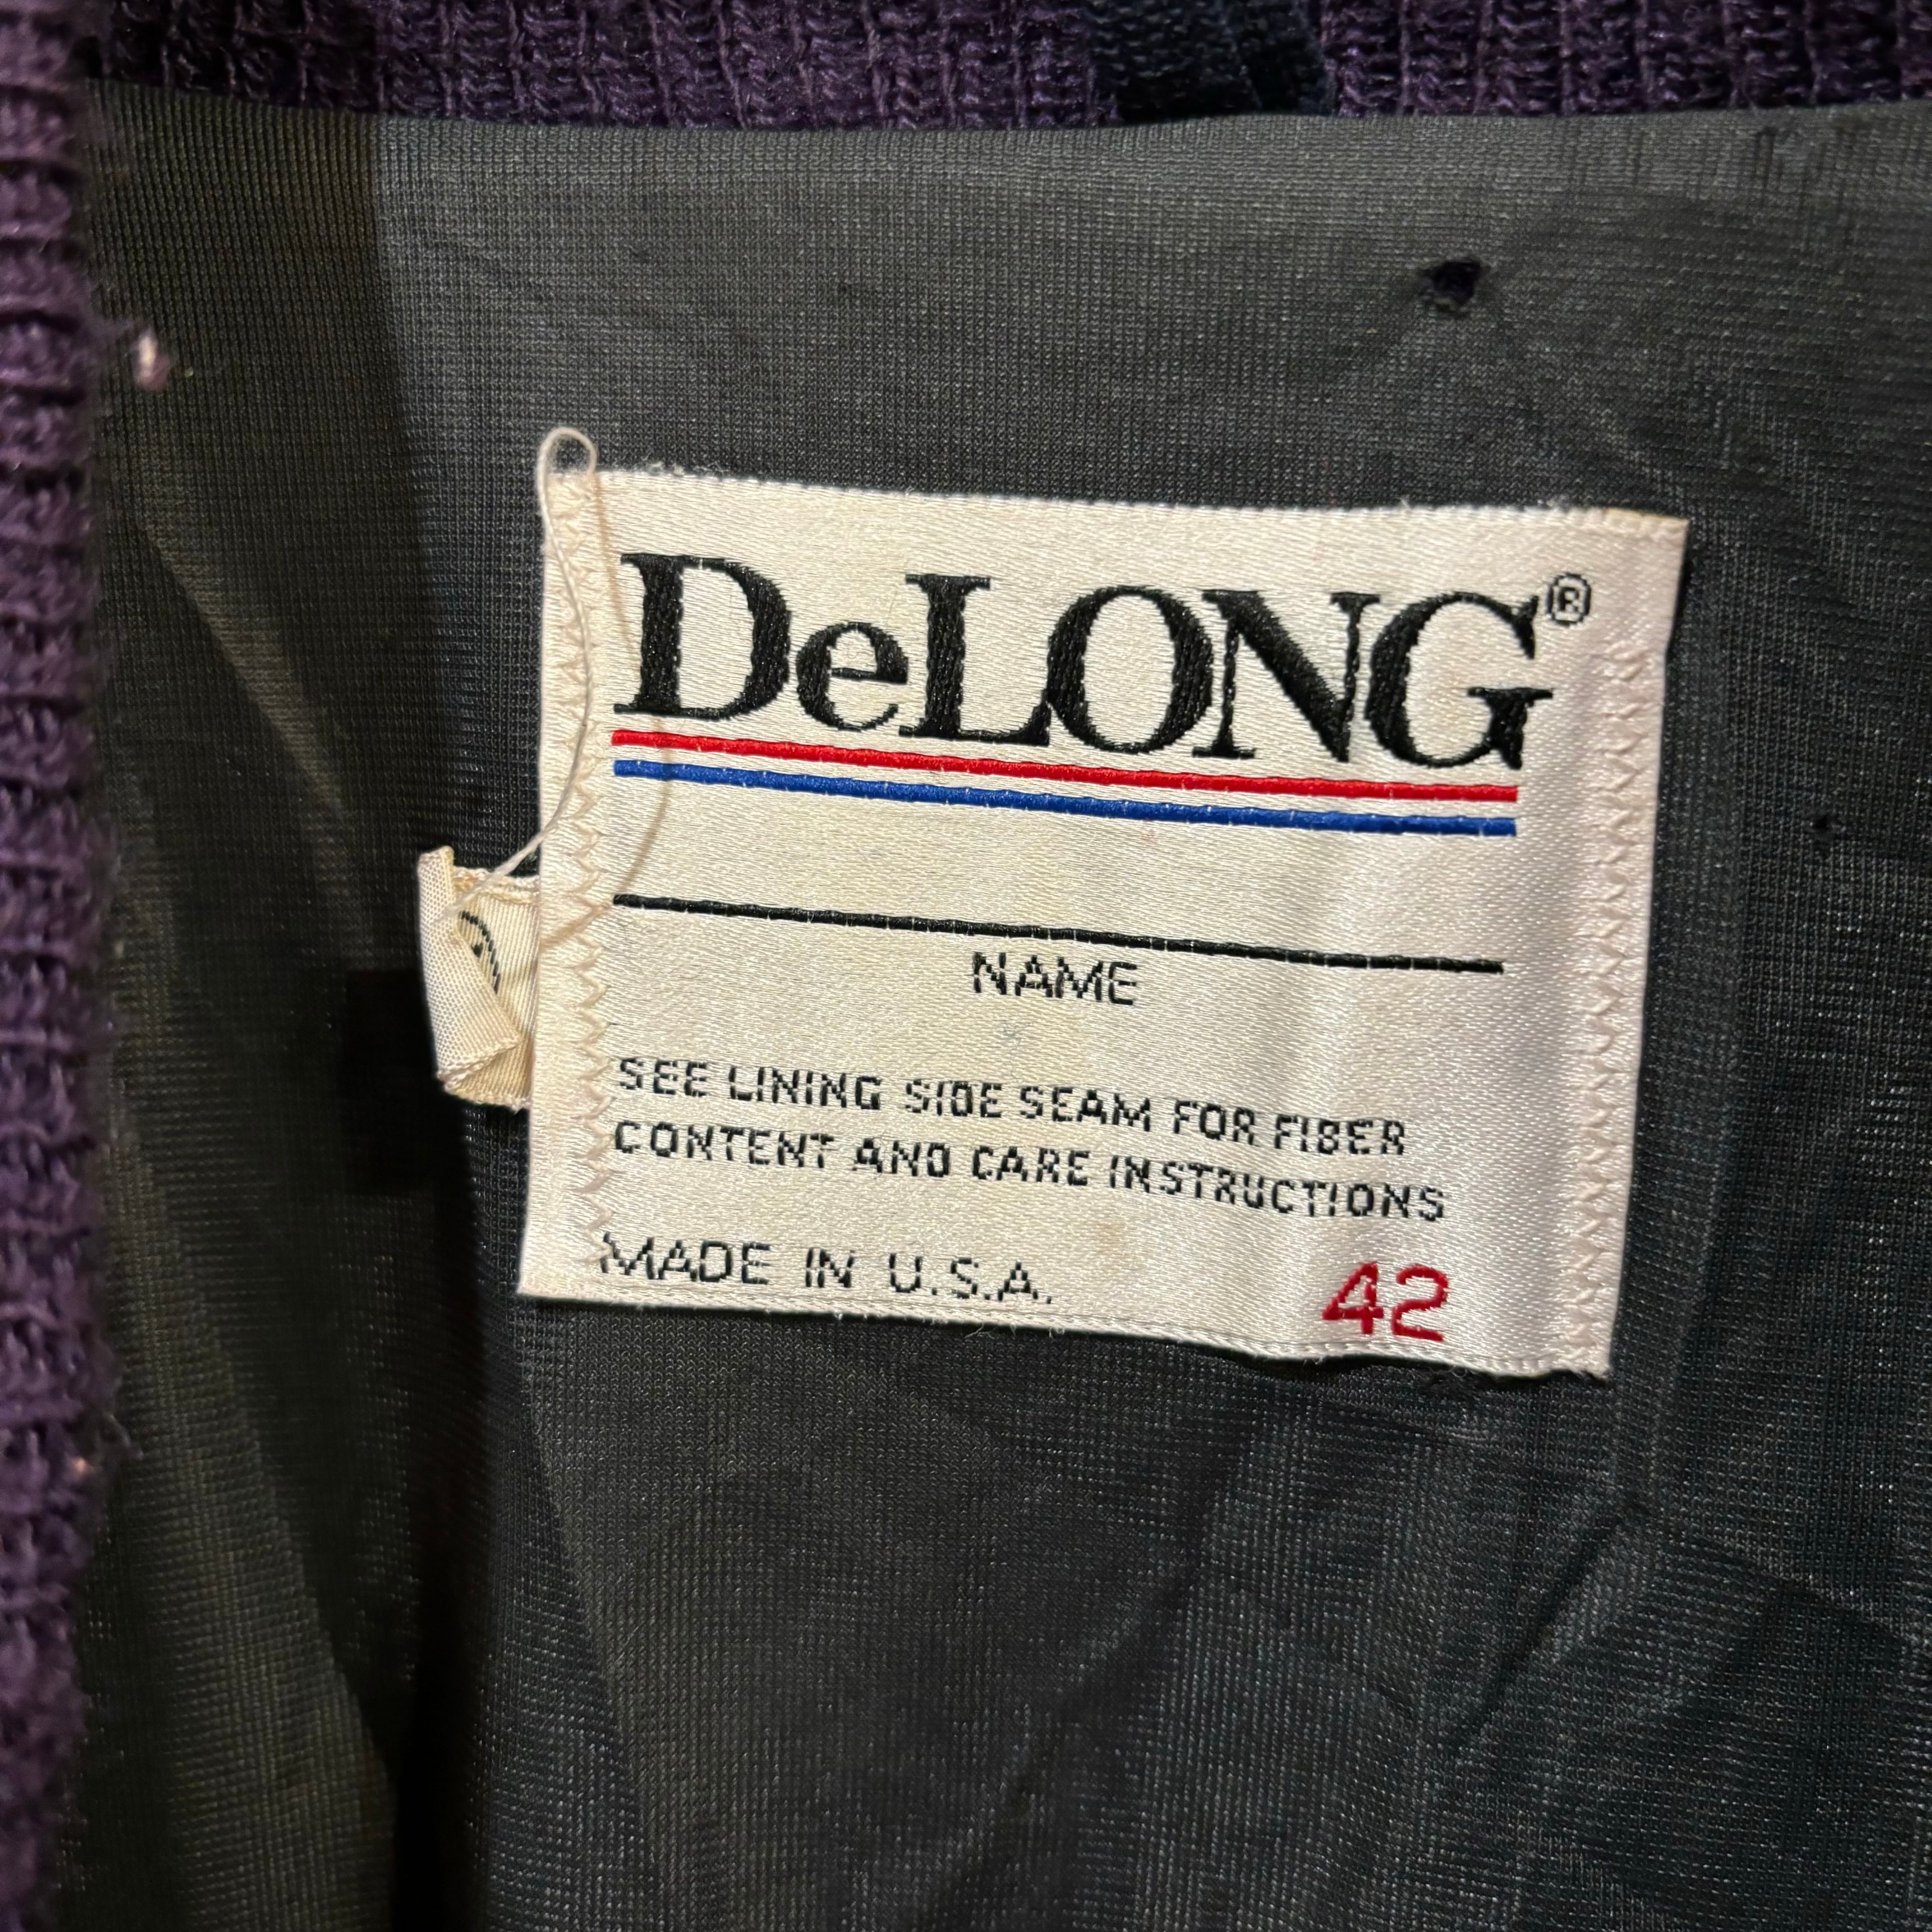 DeLONG®
NAME
SEE LINING SIDE SEAM FOR FIBER
CONTENT AND CARE INSTRUCTIONS
MADE IN U.S.A.
42